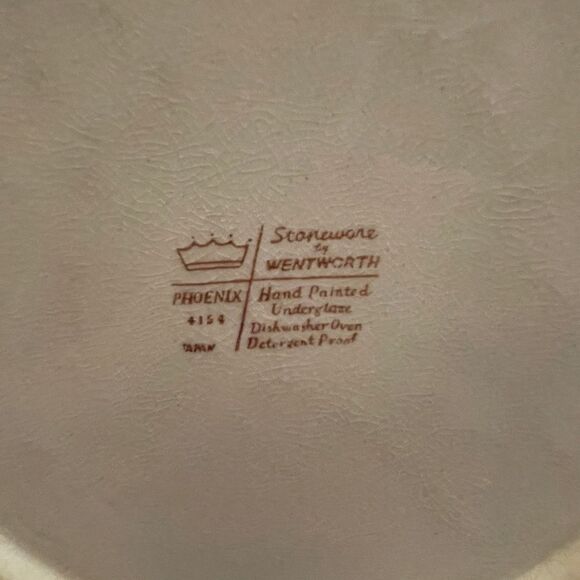 Stoneware
by
WENTWORTH
PHOENIX
4154
JAPAN
Hand Painted
Underglaze
Dishwasher Oven
Detergent Proof